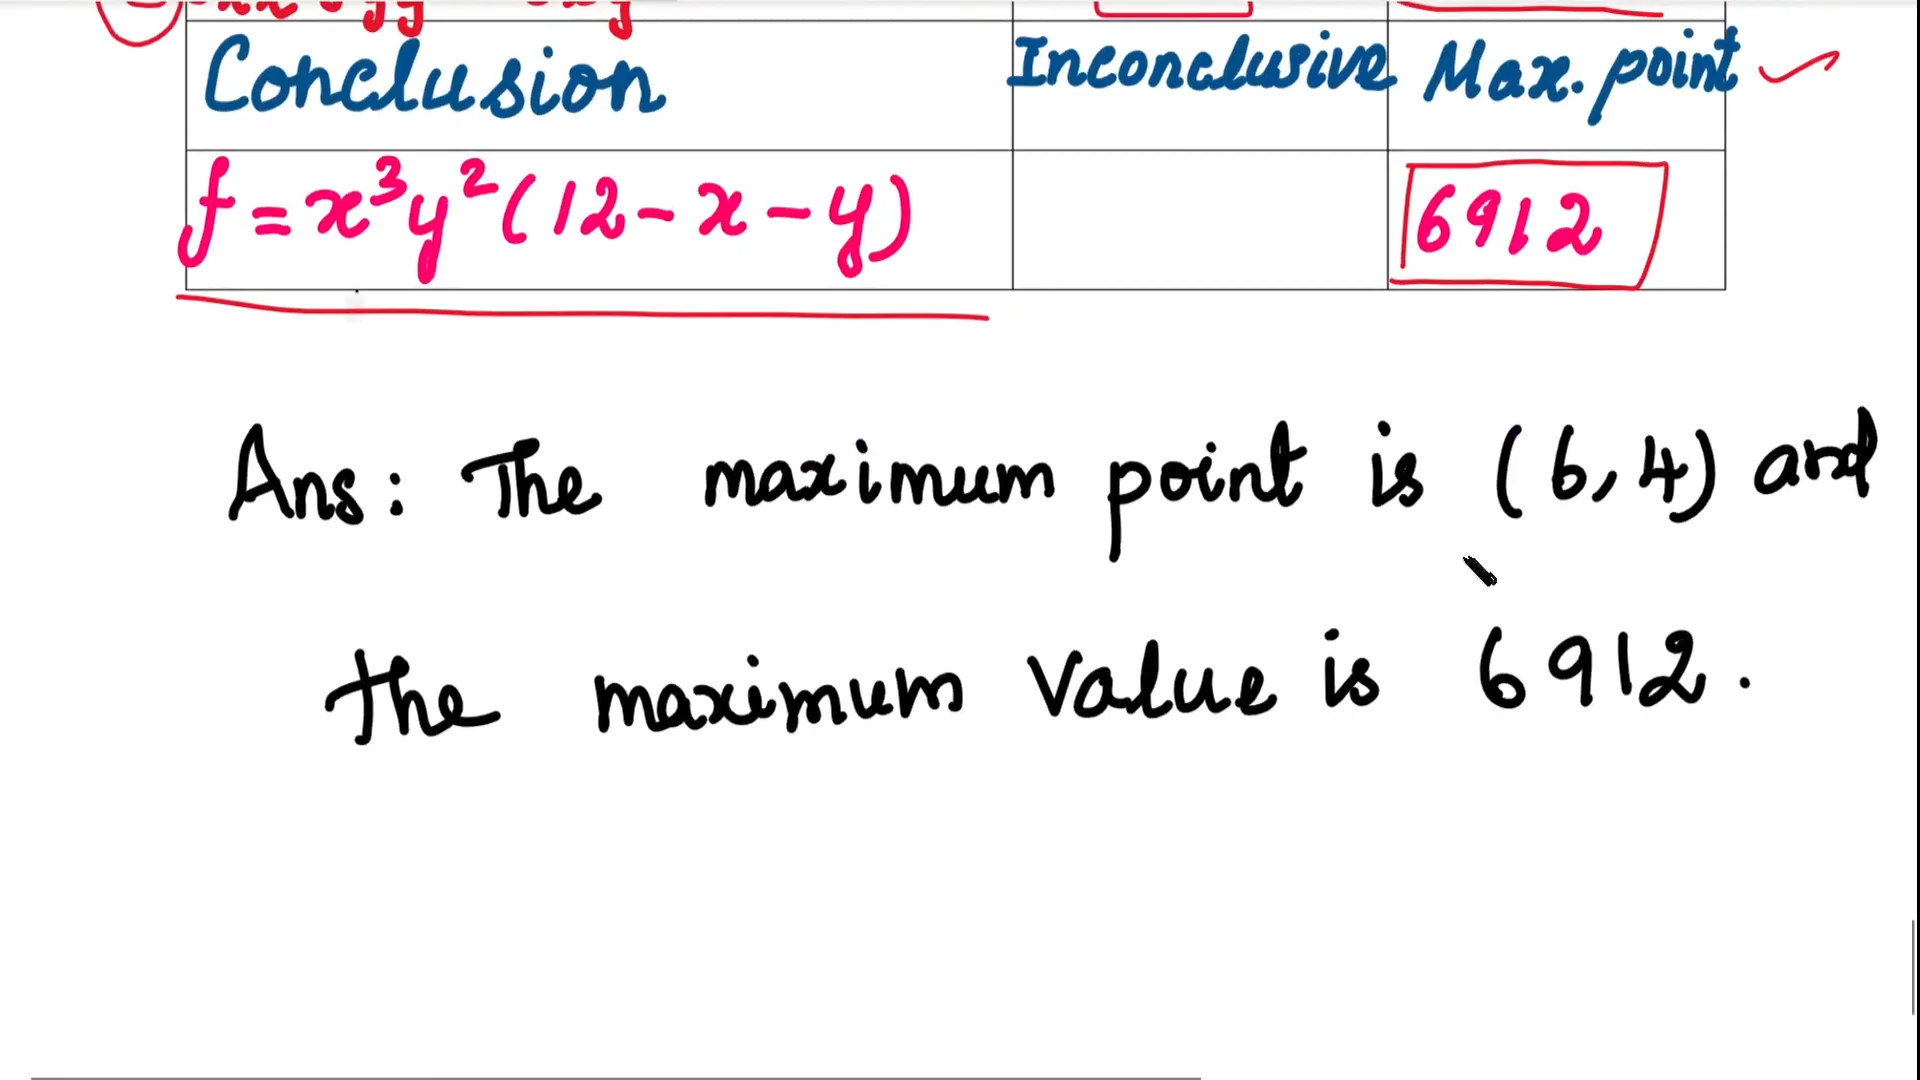 Conclusion Inconclusive Max. point
f = x³y²(12 - x - y) 6912
Ans: The maximum point is (6, 4) and
the maximum value is 6912.